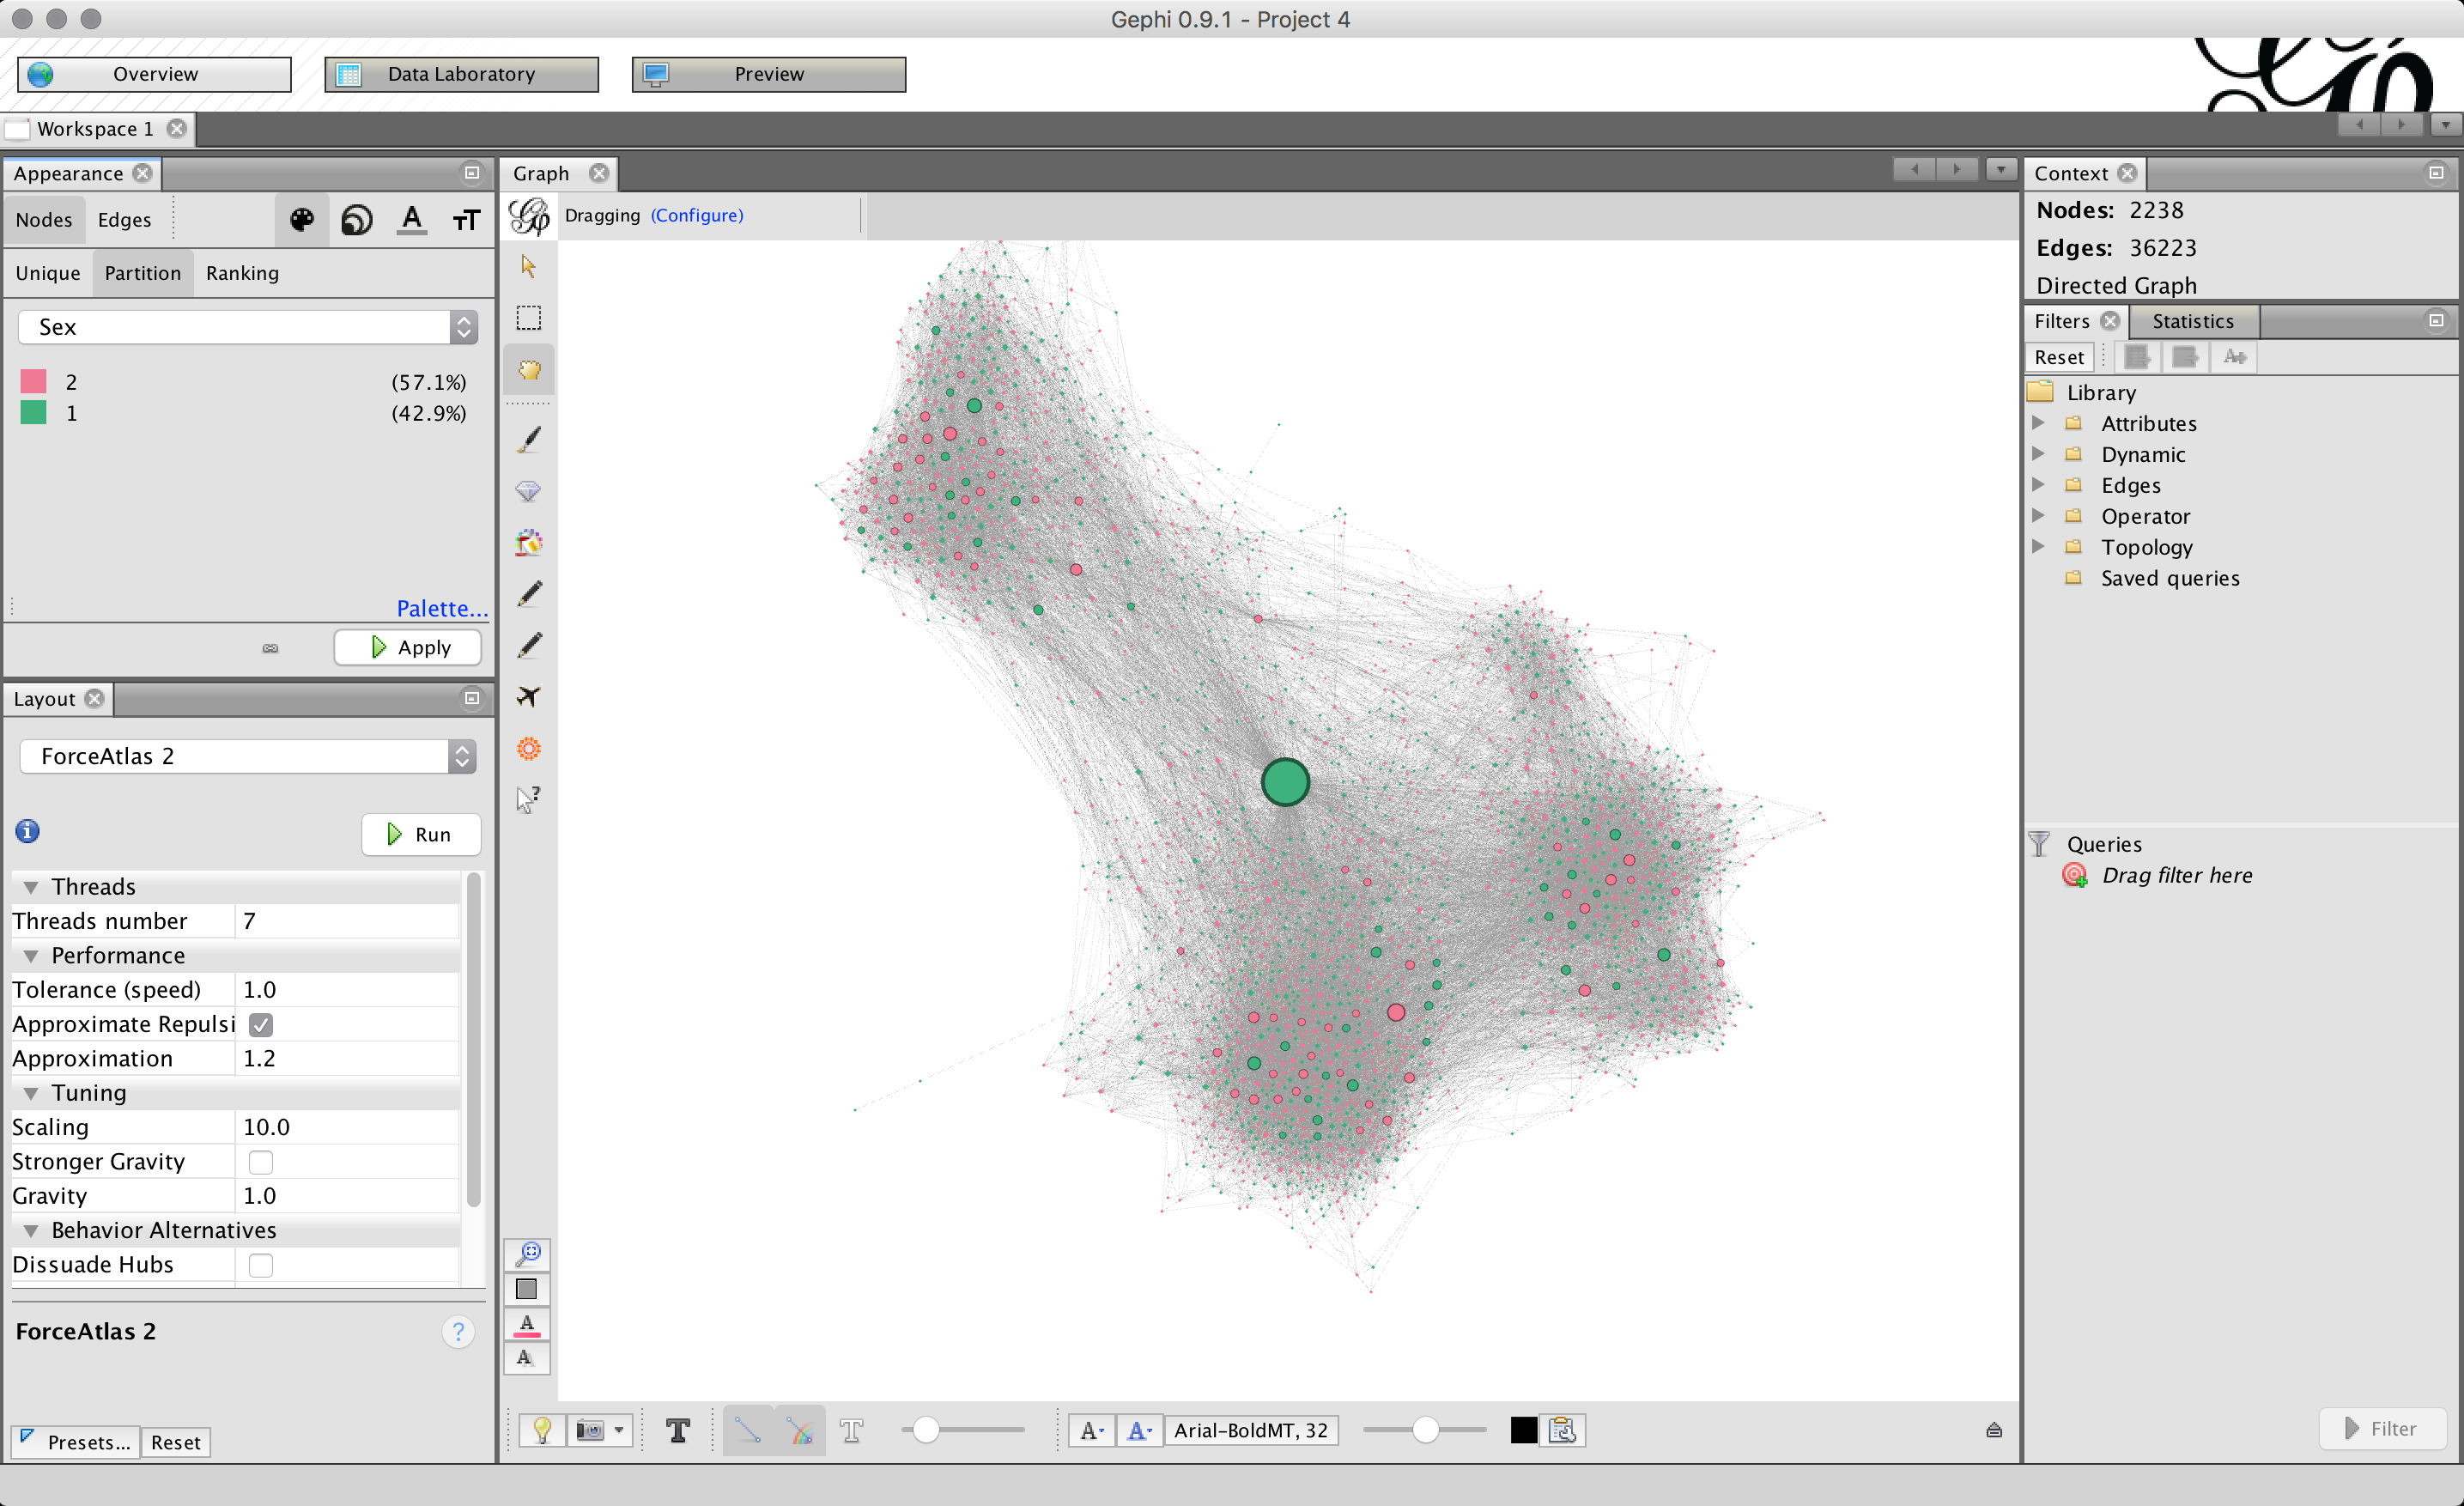 Gephi 0.9.1 - Project 4
Overview
Data Laboratory
Preview
Workspace 1
Appearance
Nodes
Edges
Unique
Partition
Ranking
Sex
2 (57.1%)
1 (42.9%)
Palette...
Apply
Layout
ForceAtlas 2
Run
Threads
Threads number 7
Performance
Tolerance (speed) 1.0
Approximate Repulsi
Approximation 1.2
Tuning
Scaling 10.0
Stronger Gravity
Gravity 1.0
Behavior Alternatives
Dissuade Hubs
ForceAtlas 2
?
Presets...
Reset
Graph
Dragging (Configure)
Arial-BoldMT, 32
Context
Nodes: 2238
Edges: 36223
Directed Graph
Filters
Statistics
Reset
Library
Attributes
Dynamic
Edges
Operator
Topology
Saved queries
Queries
Drag filter here
Filter